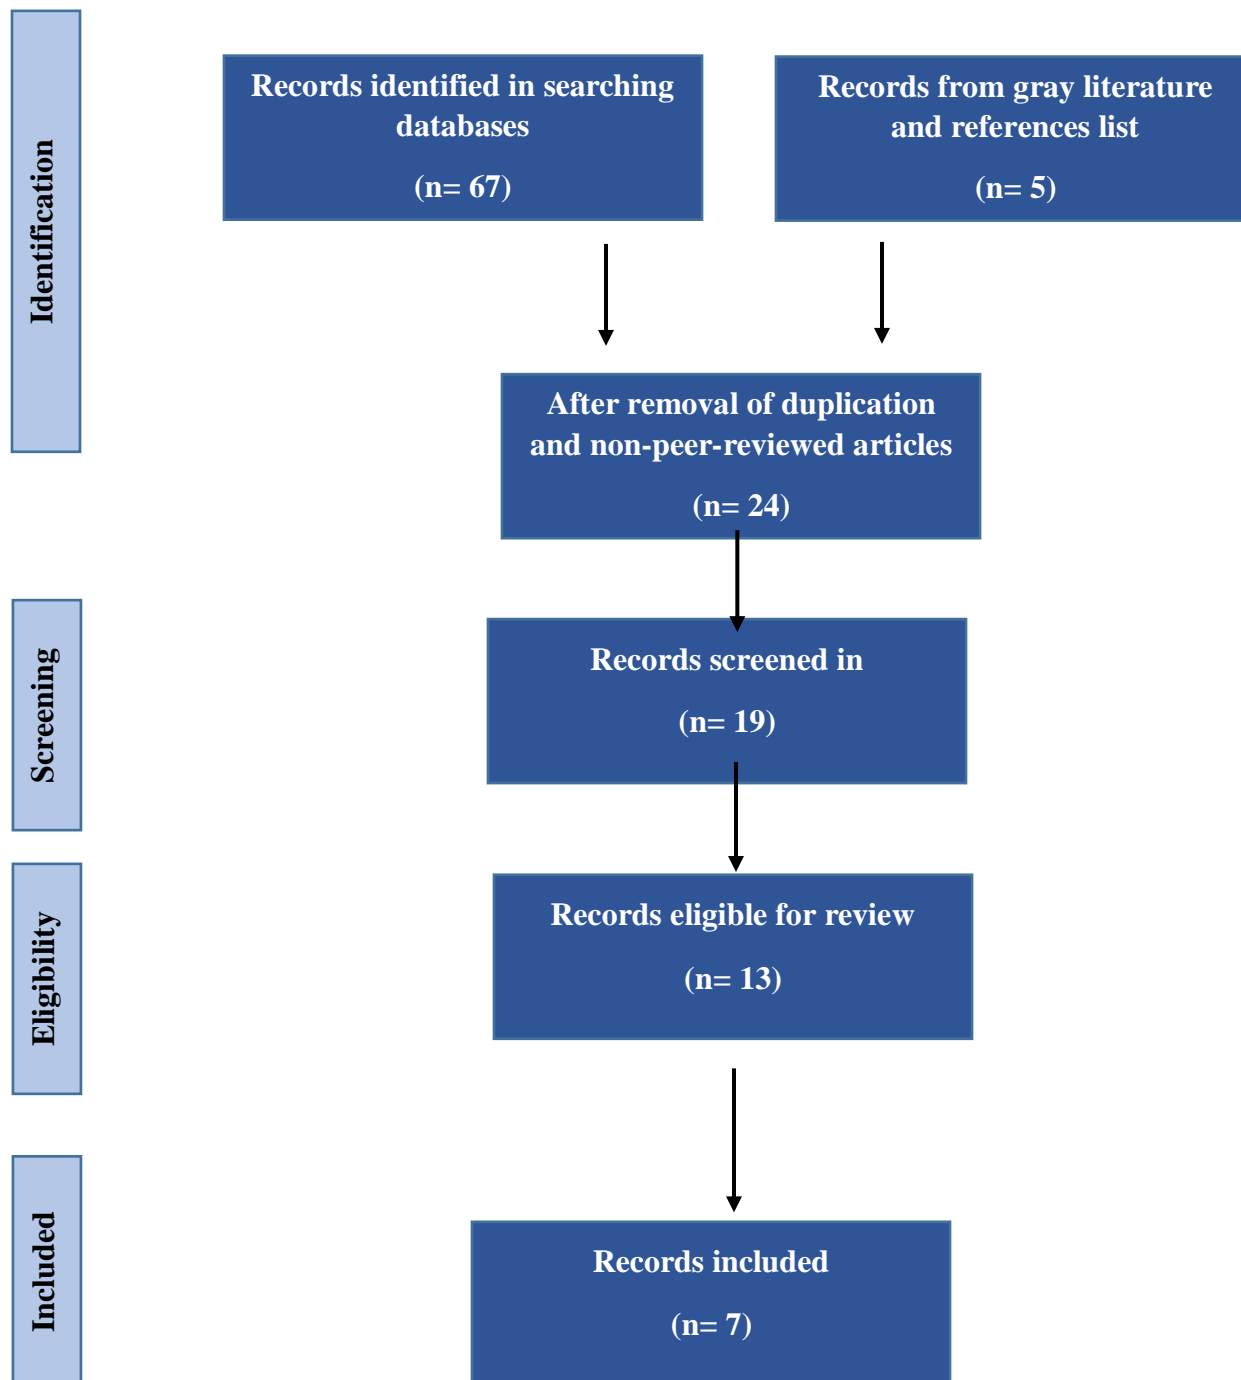 Identification
Records identified in searching
databases
(n= 67)
Records from gray literature
and references list
(n= 5)
After removal of duplication
and non-peer-reviewed articles
(n= 24)
Screening
Records screened in
(n= 19)
Eligibility
Records eligible for review
(n= 13)
Included
Records included
(n= 7)